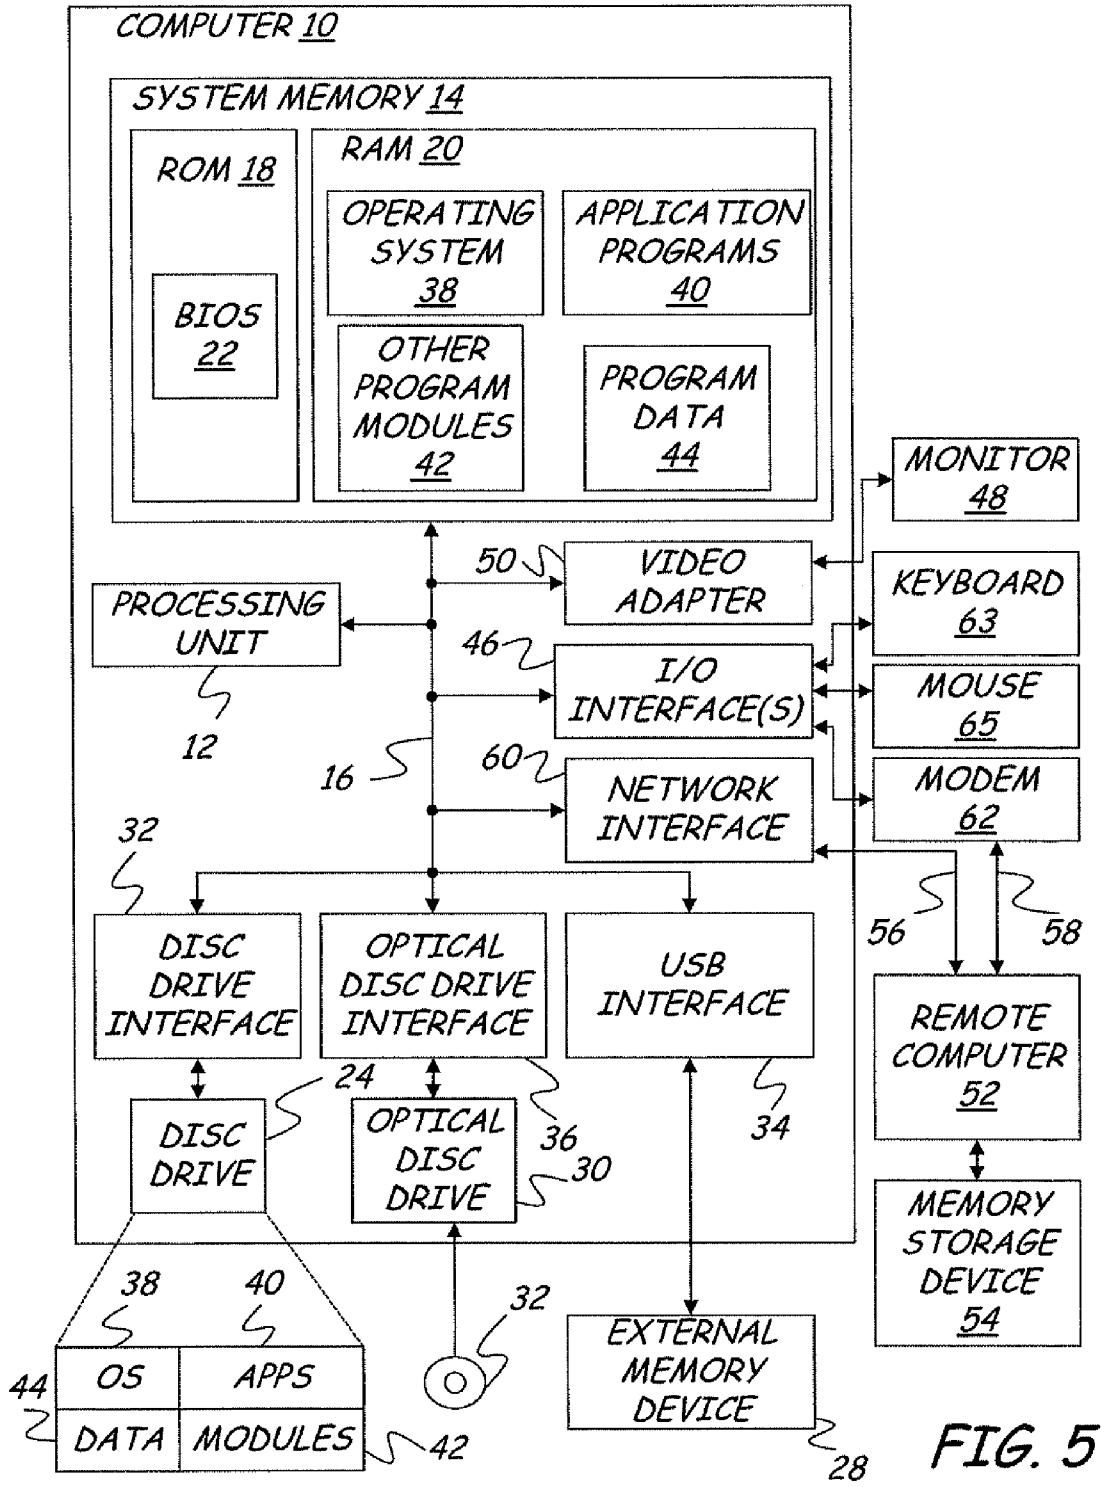 COMPUTER 10
SYSTEM MEMORY 14
ROM 18
BIOS
22
RAM 20
OPERATING
SYSTEM
38
APPLICATION
PROGRAMS
40
OTHER
PROGRAM
MODULES
42
PROGRAM
DATA
44
MONITOR
48
50
VIDEO
ADAPTER
KEYBOARD
63
PROCESSING
UNIT
12
46
I/O
INTERFACE(S)
MOUSE
65
16
60
NETWORK
INTERFACE
MODEM
62
32
56
58
DISC
DRIVE
INTERFACE
OPTICAL
DISC DRIVE
INTERFACE
USB
INTERFACE
REMOTE
COMPUTER
52
24
36
34
DISC
DRIVE
OPTICAL
DISC
DRIVE
30
MEMORY
STORAGE
DEVICE
54
38
40
32
OS
APPS
44
DATA
MODULES
42
EXTERNAL
MEMORY
DEVICE
28
FIG. 5